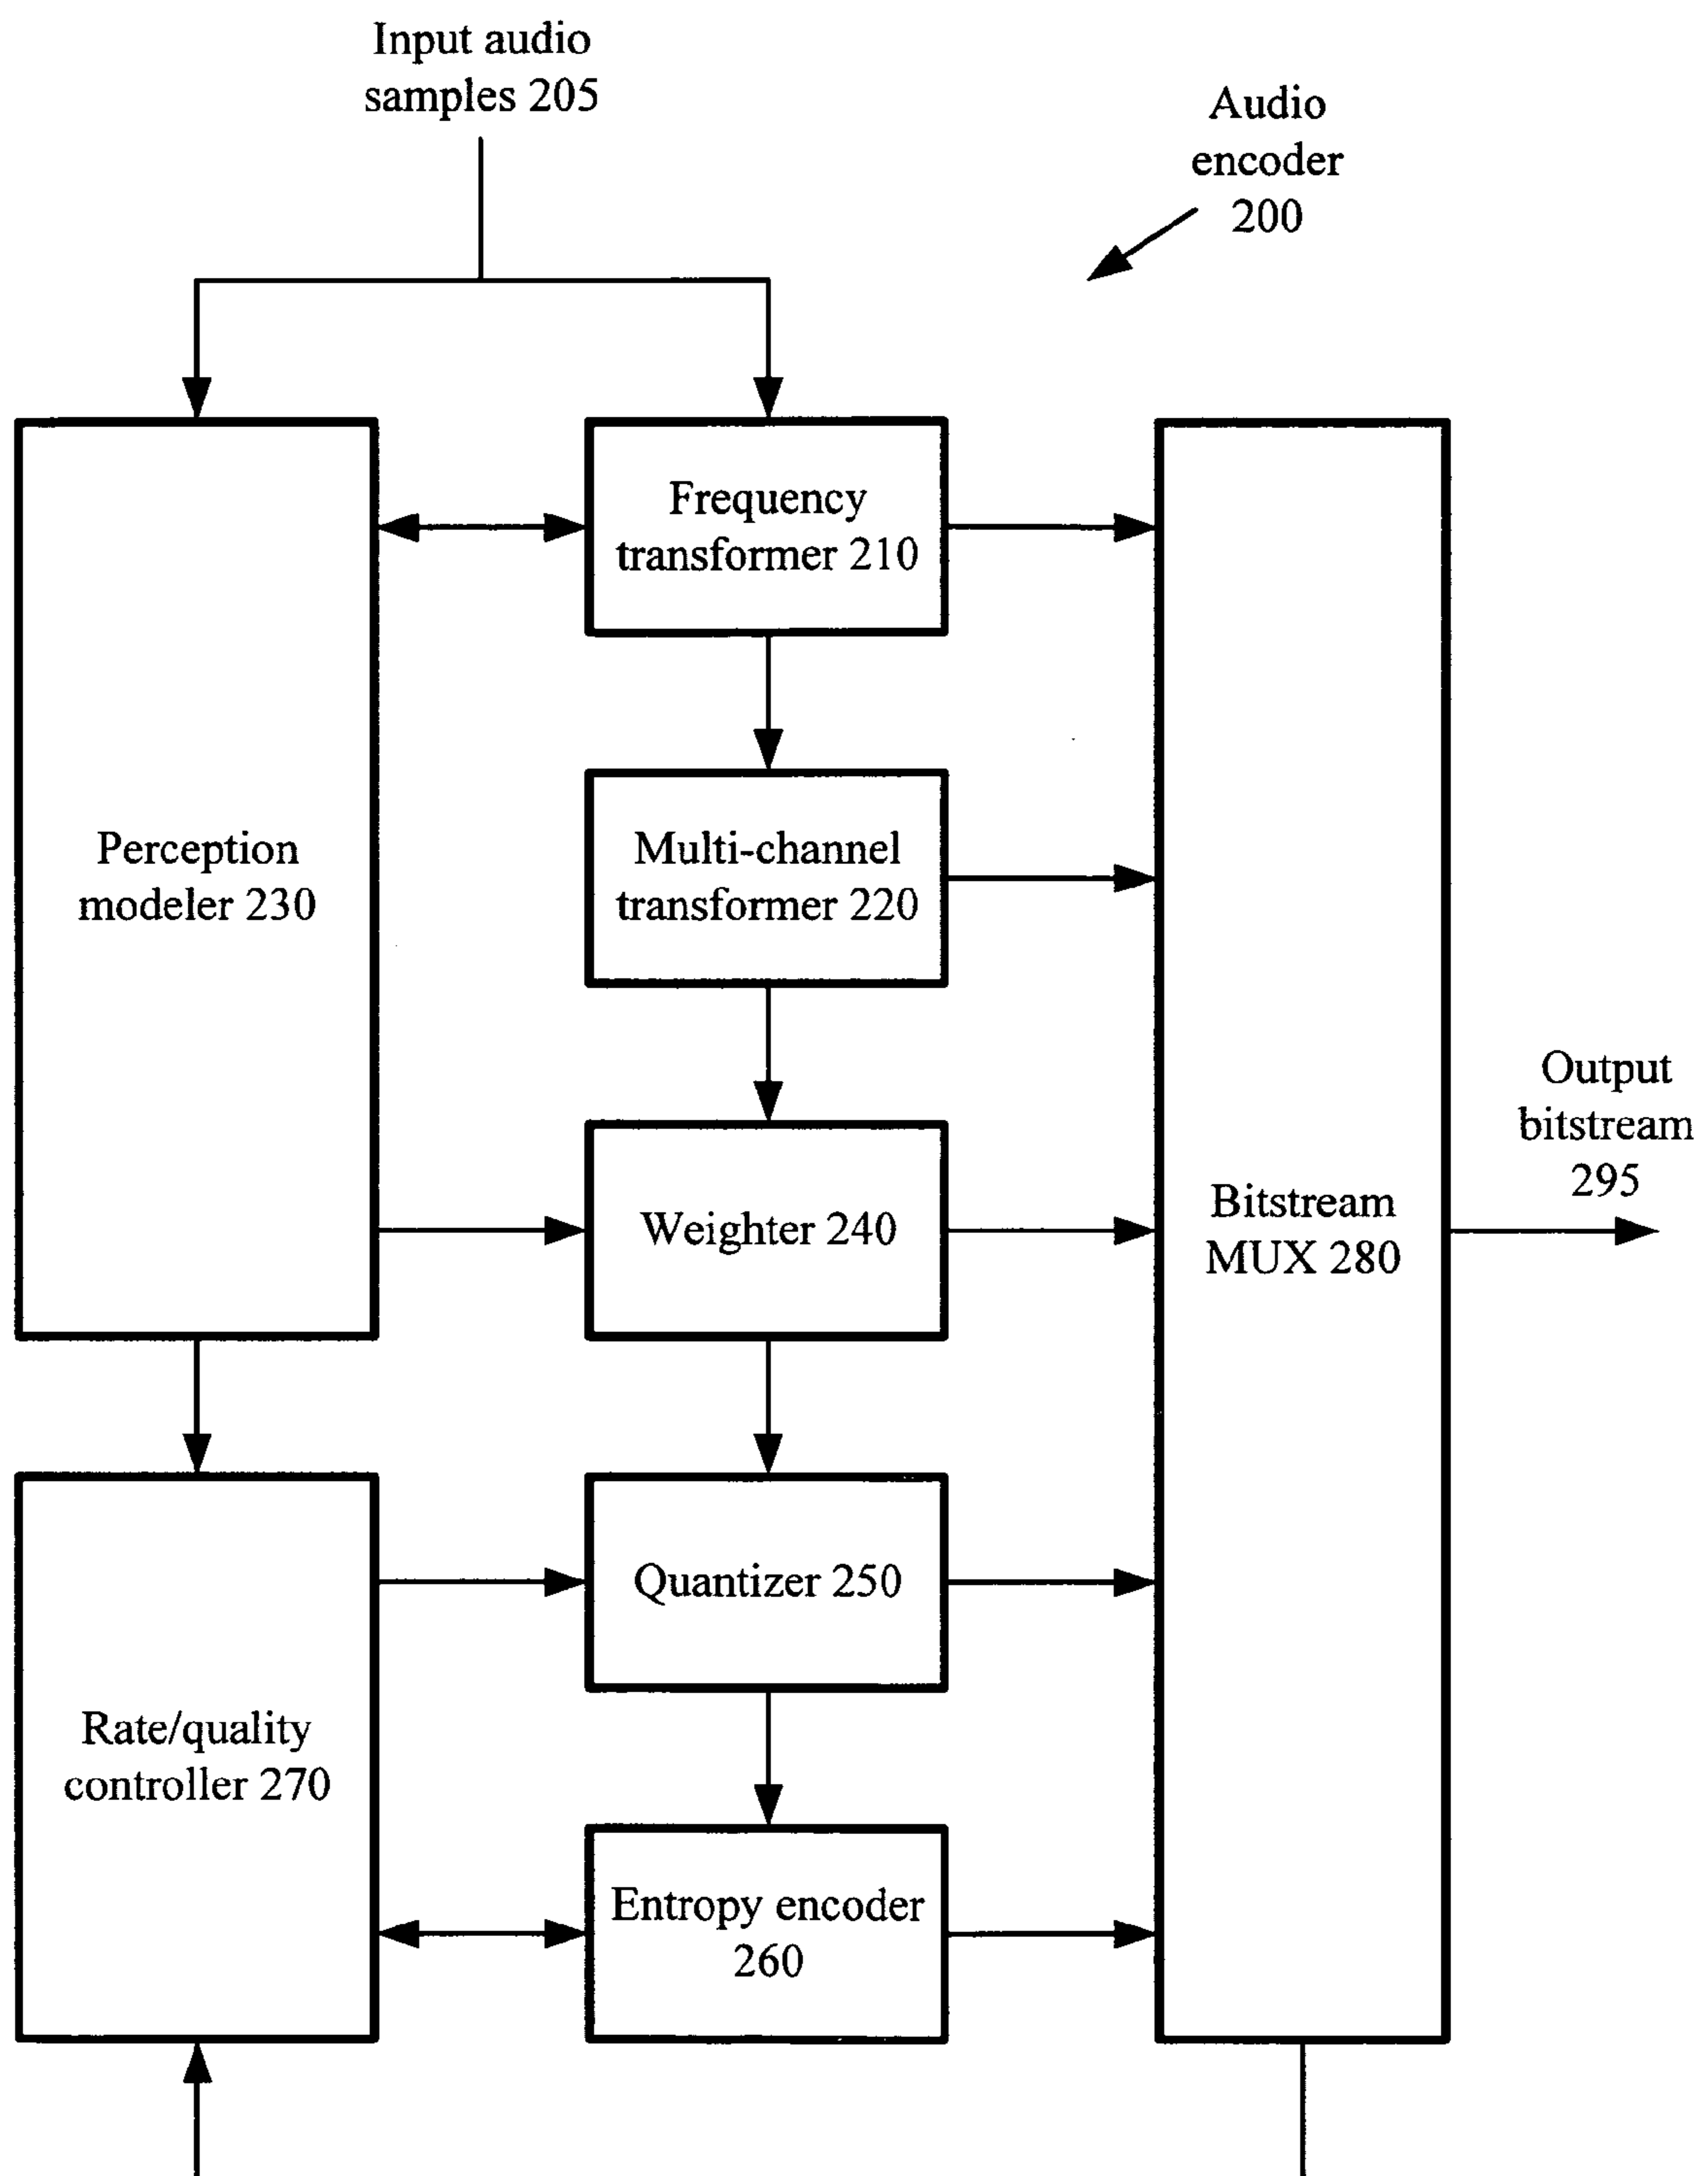 Input audio
samples 205
Audio
encoder
200
Frequency
transformer 210
Perception
modeler 230
Multi-channel
transformer 220
Output
bitstream
295
Weighter 240
Bitstream
MUX 280
Quantizer 250
Rate/quality
controller 270
Entropy encoder
260